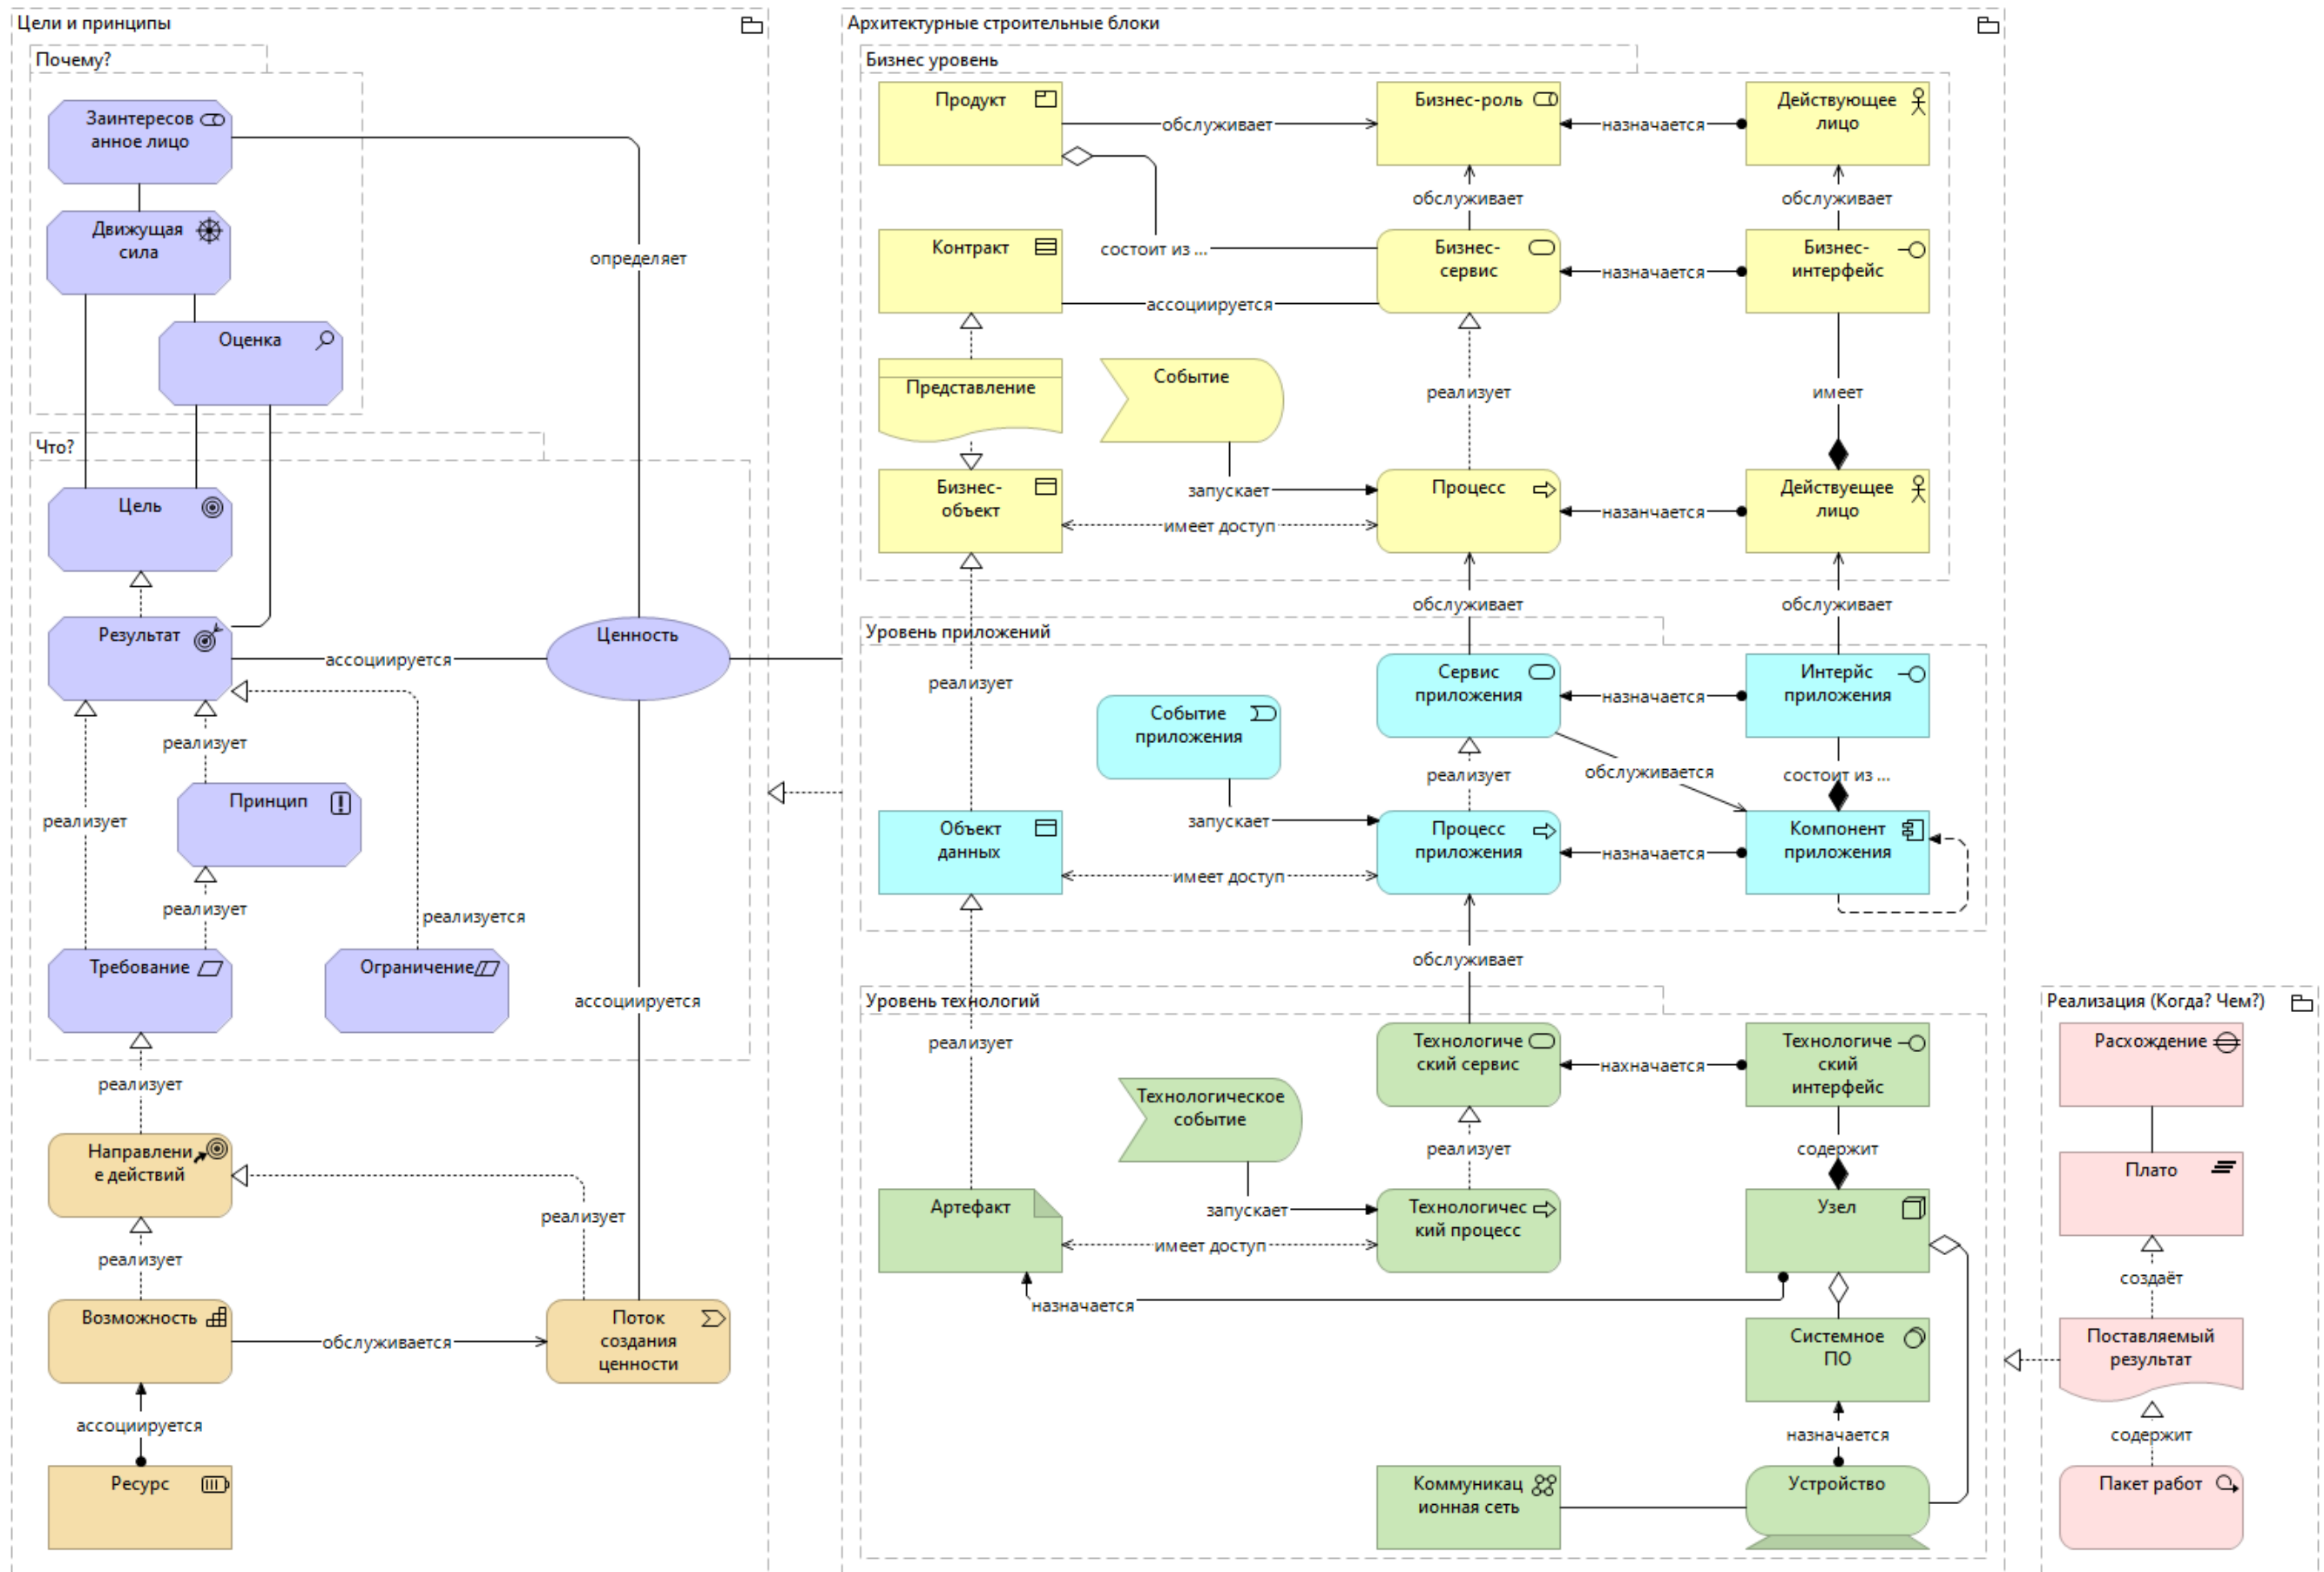 Цели и принципы
Почему?
Заинтересов
анное лицо
Движущая
сила
Оценка
определяет
Что?
Цель
Результат
ассоциируется
Ценность
реализует
Принцип
реализует
реализует
реализуется
Требование
Ограничение
ассоциируется
реализует
Направлени
е действий
реализует
реализует
Возможность
обслуживается
Поток
создания
ценности
ассоциируется
Ресурс
Архитектурные строительные блоки
Бизнес уровень
Продукт
обслуживает
Бизнес-роль
назначается
Действующее
лицо
обслуживает
обслуживает
Контракт
состоит из ...
Бизнес-
сервис
назначается
Бизнес-
интерфейс
ассоциируется
Представление
Событие
реализует
имеет
Бизнес-
объект
запускает
имеет доступ
Процесс
назанчается
Действуещее
лицо
обслуживает
обслуживает
Уровень приложений
реализует
Событие
приложения
Сервис
приложения
назначается
Интерйс
приложения
реализует
обслуживается
состоит из ...
Объект
данных
запускает
имеет доступ
Процесс
приложения
назначается
Компонент
приложения
обслуживает
Уровень технологий
реализует
Технологическое
событие
Технологиче
ский сервис
нахначается
Технологиче
ский
интерфейс
реализует
содержит
Артефакт
запускает
имеет доступ
Технологичес
кий процесс
Узел
назначается
Системное
ПО
назначается
Коммуникац
ионная сеть
Устройство
Реализация (Когда? Чем?)
Расхождение
Плато
создаёт
Поставляемый
результат
содержит
Пакет работ